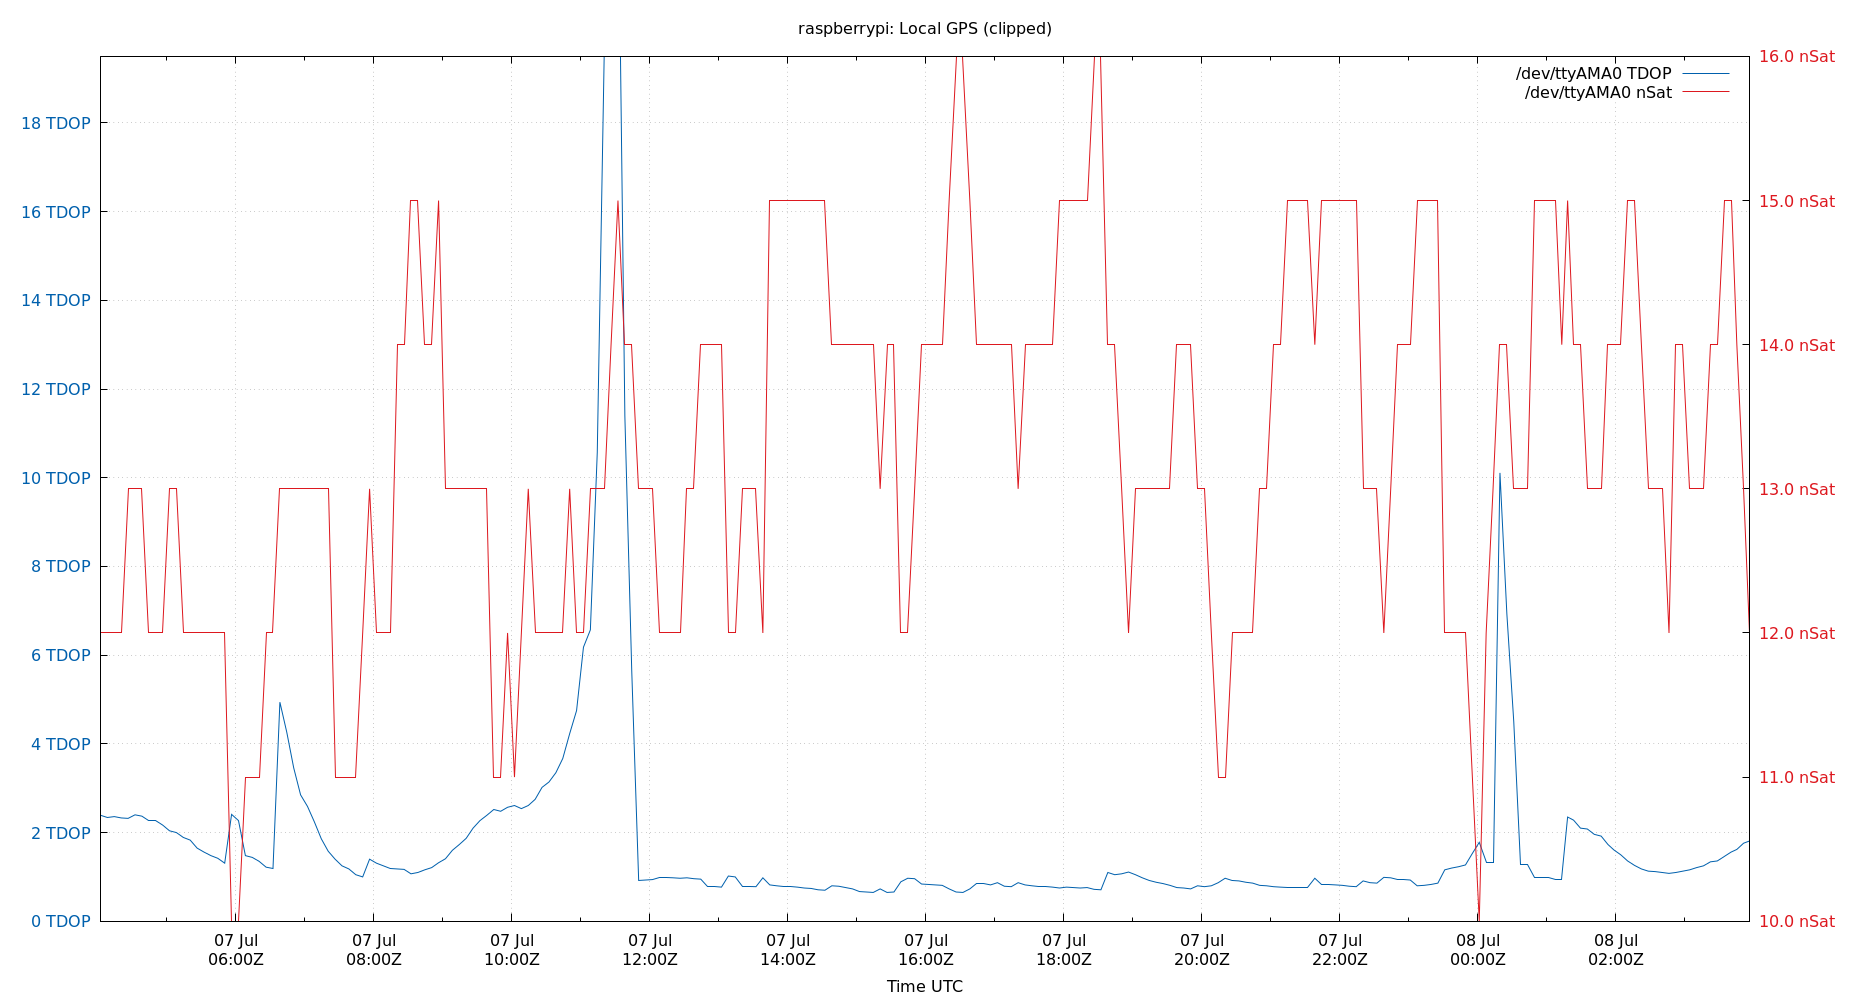 raspberrypi: Local GPS (clipped)
/dev/ttyAMA0 TDOP
/dev/ttyAMA0 nSat
18 TDOP
16 TDOP
14 TDOP
12 TDOP
10 TDOP
8 TDOP
6 TDOP
4 TDOP
2 TDOP
0 TDOP
16.0 nSat
15.0 nSat
14.0 nSat
13.0 nSat
12.0 nSat
11.0 nSat
10.0 nSat
07 Jul
06:00Z
07 Jul
08:00Z
07 Jul
10:00Z
07 Jul
12:00Z
07 Jul
14:00Z
07 Jul
16:00Z
07 Jul
18:00Z
07 Jul
20:00Z
07 Jul
22:00Z
08 Jul
00:00Z
08 Jul
02:00Z
Time UTC